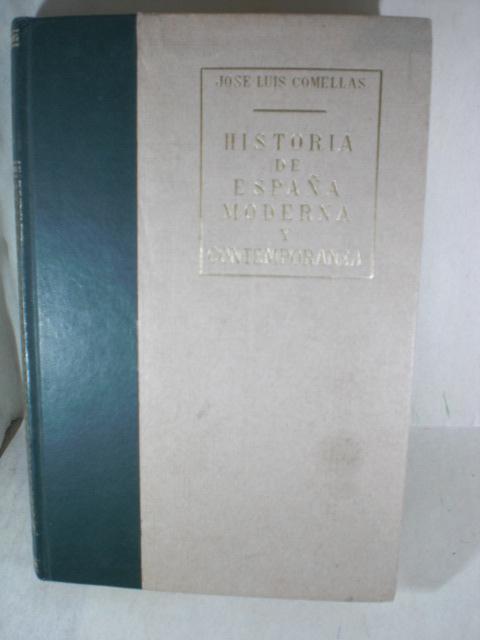 JOSE LUIS COMELLAS
HISTORIA
DE
ESPAÑA
MODERNA
Y
CONTEMPORANEA